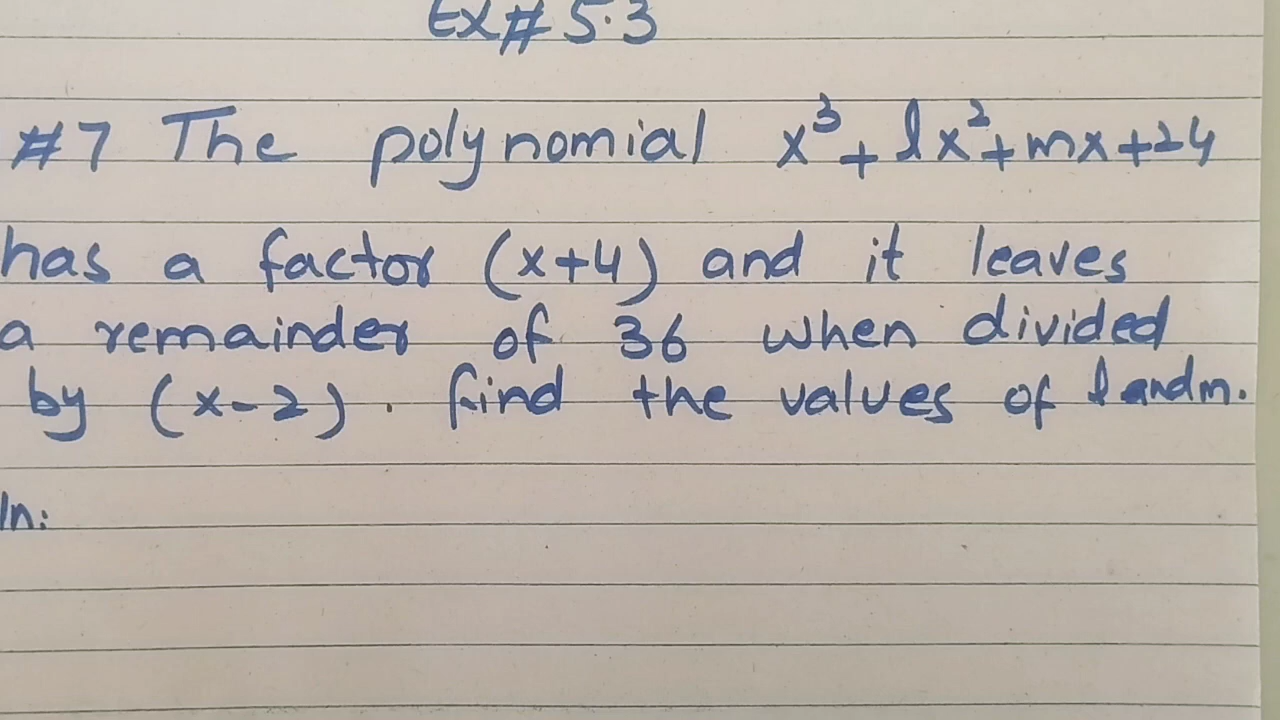 Ex# 5.3
#7 The polynomial x³ + lx² + mx + 24
has a factor (x+4) and it leaves
a remainder of 36 when divided
by (x-2). find the values of l and m.
ln: